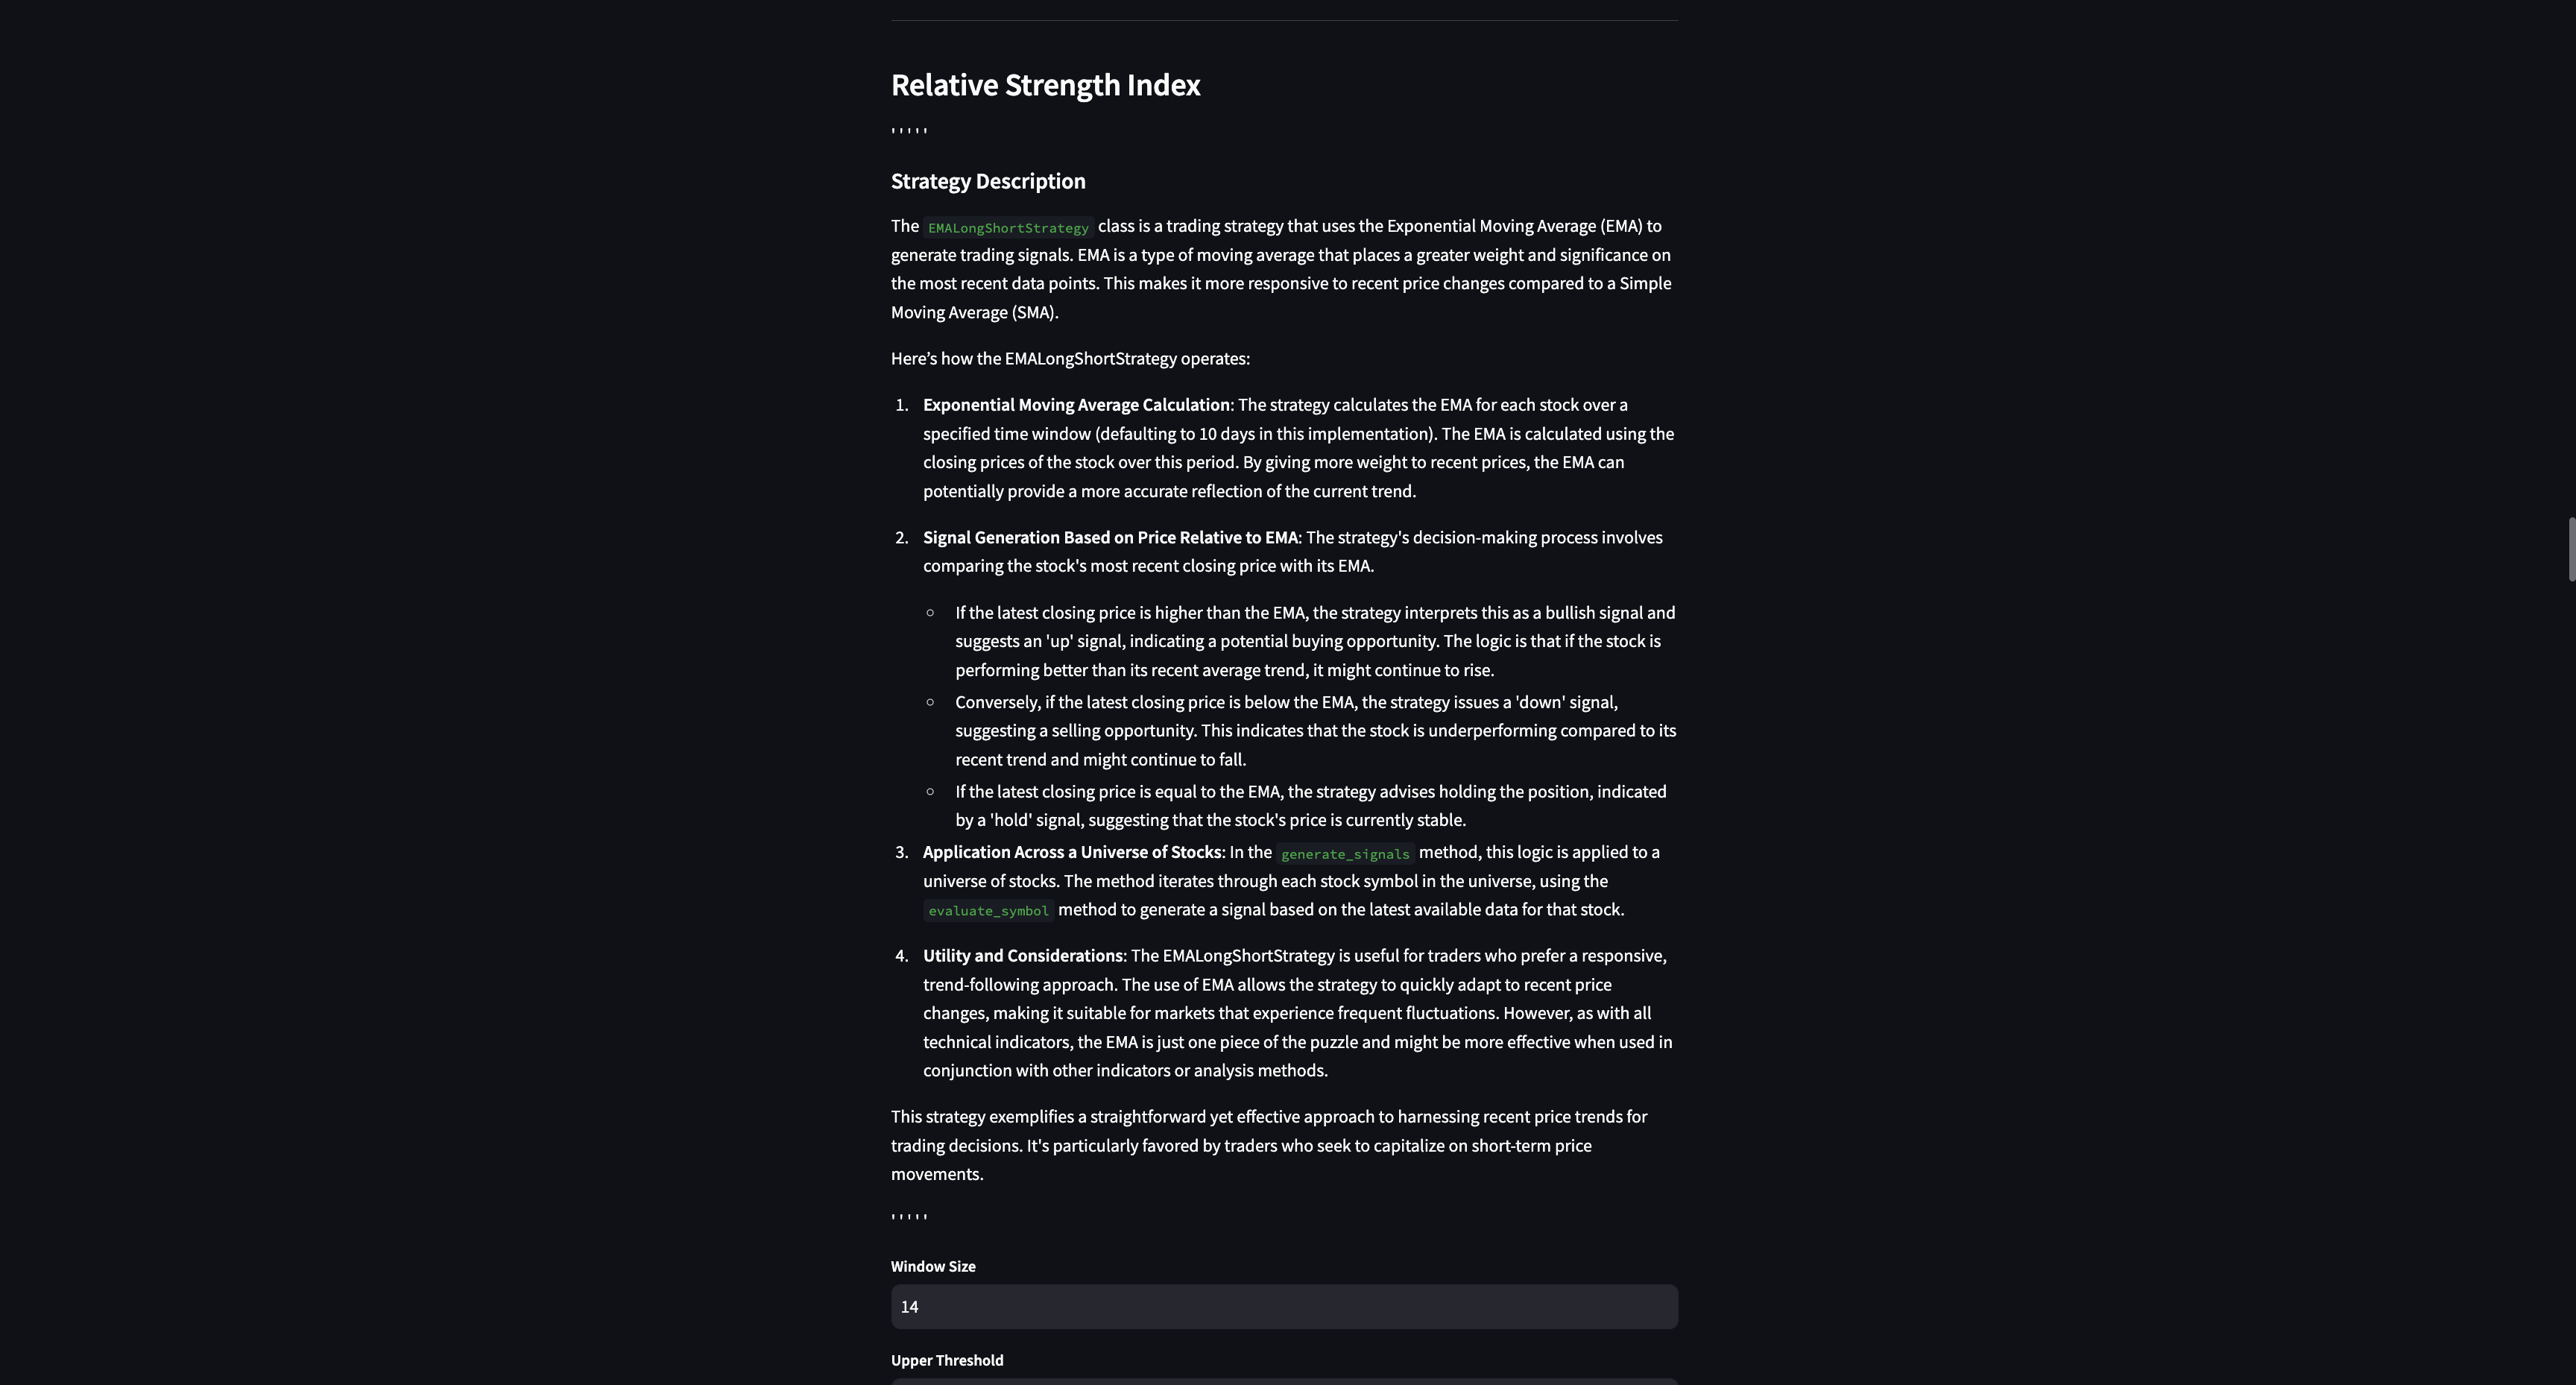 Relative Strength Index
'''''
Strategy Description
The EMALongShortStrategy class is a trading strategy that uses the Exponential Moving Average (EMA) to
generate trading signals. EMA is a type of moving average that places a greater weight and significance on
the most recent data points. This makes it more responsive to recent price changes compared to a Simple
Moving Average (SMA).
Here’s how the EMALongShortStrategy operates:
1. Exponential Moving Average Calculation: The strategy calculates the EMA for each stock over a
specified time window (defaulting to 10 days in this implementation). The EMA is calculated using the
closing prices of the stock over this period. By giving more weight to recent prices, the EMA can
potentially provide a more accurate reflection of the current trend.
2. Signal Generation Based on Price Relative to EMA: The strategy's decision-making process involves
comparing the stock's most recent closing price with its EMA.
○ If the latest closing price is higher than the EMA, the strategy interprets this as a bullish signal and
suggests an 'up' signal, indicating a potential buying opportunity. The logic is that if the stock is
performing better than its recent average trend, it might continue to rise.
○ Conversely, if the latest closing price is below the EMA, the strategy issues a 'down' signal,
suggesting a selling opportunity. This indicates that the stock is underperforming compared to its
recent trend and might continue to fall.
○ If the latest closing price is equal to the EMA, the strategy advises holding the position, indicated
by a 'hold' signal, suggesting that the stock's price is currently stable.
3. Application Across a Universe of Stocks: In the generate_signals method, this logic is applied to a
universe of stocks. The method iterates through each stock symbol in the universe, using the
evaluate_symbol method to generate a signal based on the latest available data for that stock.
4. Utility and Considerations: The EMALongShortStrategy is useful for traders who prefer a responsive,
trend-following approach. The use of EMA allows the strategy to quickly adapt to recent price
changes, making it suitable for markets that experience frequent fluctuations. However, as with all
technical indicators, the EMA is just one piece of the puzzle and might be more effective when used in
conjunction with other indicators or analysis methods.
This strategy exemplifies a straightforward yet effective approach to harnessing recent price trends for
trading decisions. It's particularly favored by traders who seek to capitalize on short-term price
movements.
'''''
Window Size
14
Upper Threshold